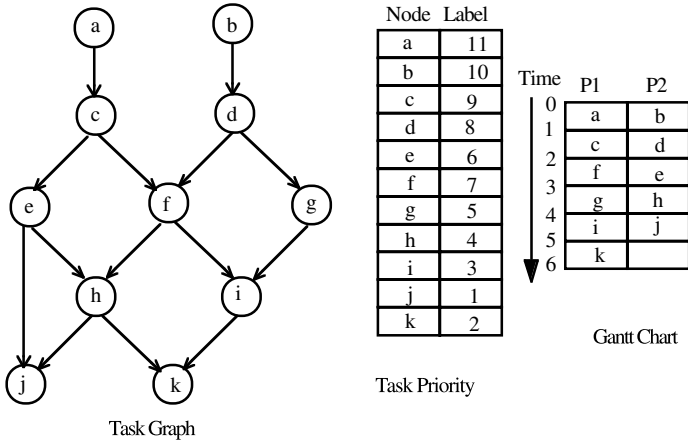 a
b
c
d
e
f
g
h
i
j
k
Task Graph
Node Label
a 11
b 10
c 9
d 8
e 6
f 7
g 5
h 4
i 3
j 1
k 2
Task Priority
Time P1 P2
0
a b
1
c d
2
f e
3
g h
4
i j
5
k
6
Gantt Chart